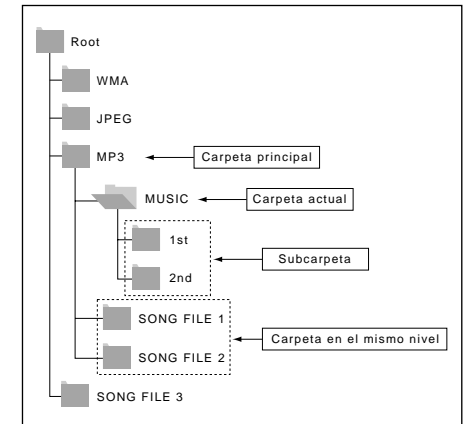 Root
WMA
JPEG
MP3 Carpeta principal
MUSIC Carpeta actual
1st
Subcarpeta
2nd
SONG FILE 1
Carpeta en el mismo nivel
SONG FILE 2
SONG FILE 3